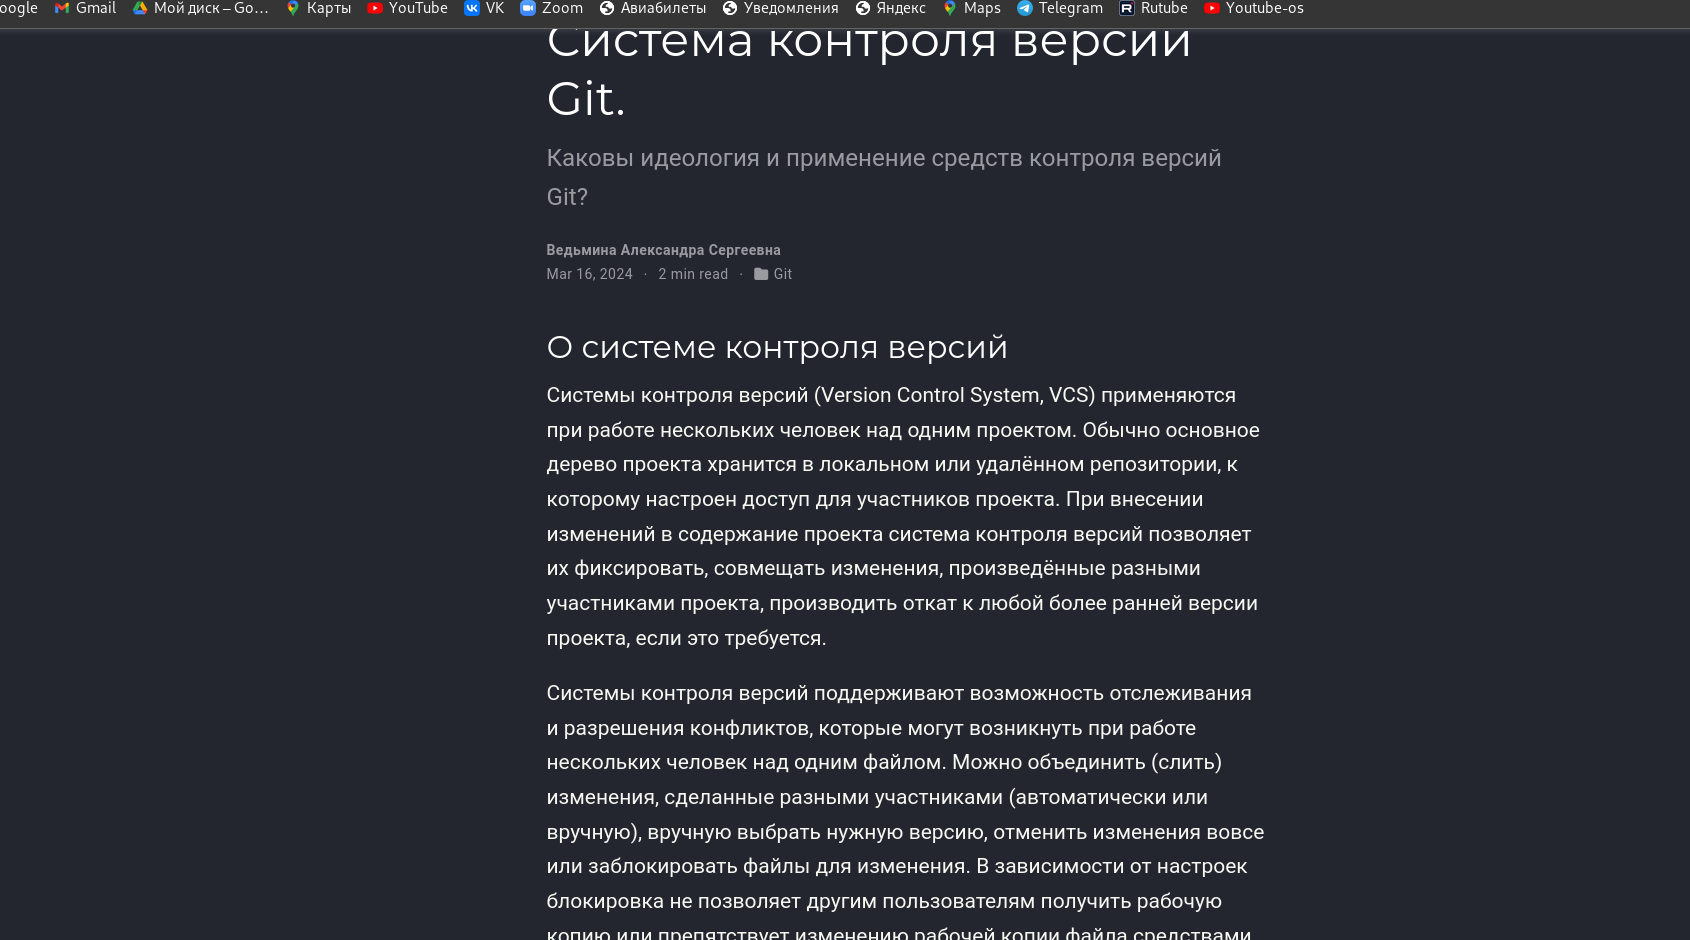 oogle Gmail Мой диск – Go... Карты YouTube VK Zoom Авиабилеты Уведомления Яндекс Maps Telegram Rutube Youtube-os
Система контроля версий
Git.
Каковы идеология и применение средств контроля версий
Git?
Ведьмина Александра Сергеевна
Mar 16, 2024 · 2 min read · Git
О системе контроля версий
Системы контроля версий (Version Control System, VCS) применяются
при работе нескольких человек над одним проектом. Обычно основное
дерево проекта хранится в локальном или удалённом репозитории, к
которому настроен доступ для участников проекта. При внесении
изменений в содержание проекта система контроля версий позволяет
их фиксировать, совмещать изменения, произведённые разными
участниками проекта, производить откат к любой более ранней версии
проекта, если это требуется.
Системы контроля версий поддерживают возможность отслеживания
и разрешения конфликтов, которые могут возникнуть при работе
нескольких человек над одним файлом. Можно объединить (слить)
изменения, сделанные разными участниками (автоматически или
вручную), вручную выбрать нужную версию, отменить изменения вовсе
или заблокировать файлы для изменения. В зависимости от настроек
блокировка не позволяет другим пользователям получить рабочую
копию или препятствует изменению рабочей копии файла средствами